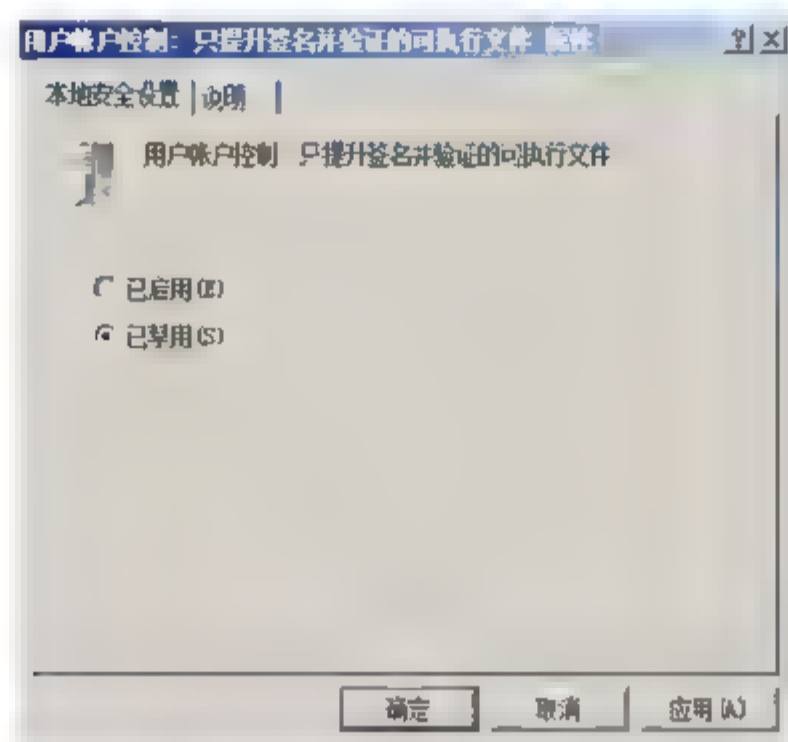 用户帐户控制: 只提升签名并验证的可执行文件 属性
本地安全设置 说明
用户帐户控制 只提升签名并验证的可执行文件
已启用(E)
已禁用(S)
确定 取消 应用(A)